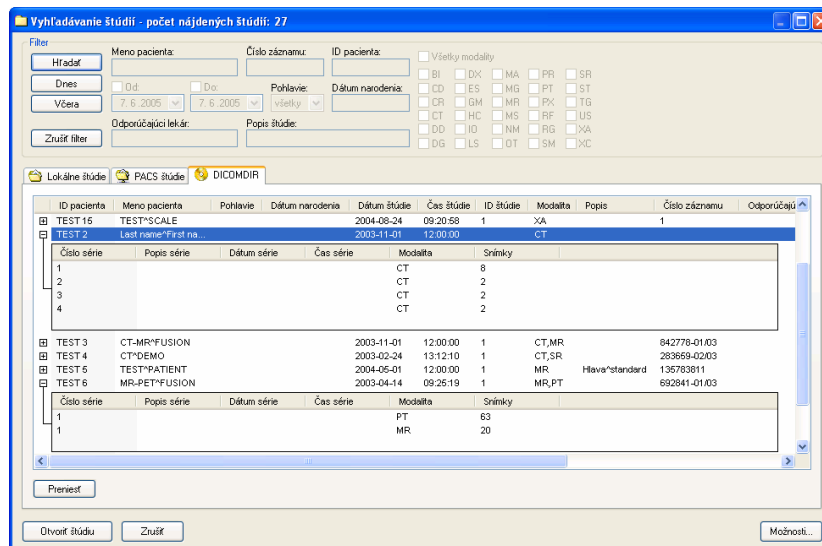 Vyhľadávanie štúdií - počet nájdených štúdií: 27
Filter
Hľadať
Dnes
Včera
Zrušiť filter
Meno pacienta: Číslo záznamu: ID pacienta:
Od: Do: Pohlavie: Dátum narodenia:
7. 6.2005 7. 6.2005 všetky
Odporúčajúci lekár: Popis štúdie:
Všetky modality
BI DX MA PR SR
CD ES MG PT ST
CR GM MR PX TG
CT HC MS RF US
DD IO NM RG XA
DG LS OT SM XC
Lokálne štúdie PACS štúdie DICOMDIR
ID pacienta Meno pacienta Pohlavie Dátum narodenia Dátum štúdie Čas štúdie ID štúdie Modalita Popis Číslo záznamu Odporúčajú
TEST 15 TEST^SCALE 2004-08-24 09:20:58 1 XA 1
TEST 2 Last name^First na... 2003-11-01 12:00:00 CT
Číslo série Popis série Dátum série Čas série Modalita Snímky
1 CT 8
2 CT 2
3 CT 2
4 CT 2
TEST 3 CT-MR^FUSION 2003-11-01 12:00:00 1 CT,MR 842778-01/03
TEST 4 CT^DEMO 2003-02-24 13:12:10 1 CT,SR 283659-02/03
TEST 5 TEST^PATIENT 2004-05-01 12:00:00 1 MR Hlava^standard 135783811
TEST 6 MR-PET^FUSION 2003-04-14 09:25:19 1 MR,PT 692841-01/03
Číslo série Popis série Dátum série Čas série Modalita Snímky
1 PT 63
1 MR 20
Preniesť
Otvoriť štúdiu Zrušiť Možnosti...